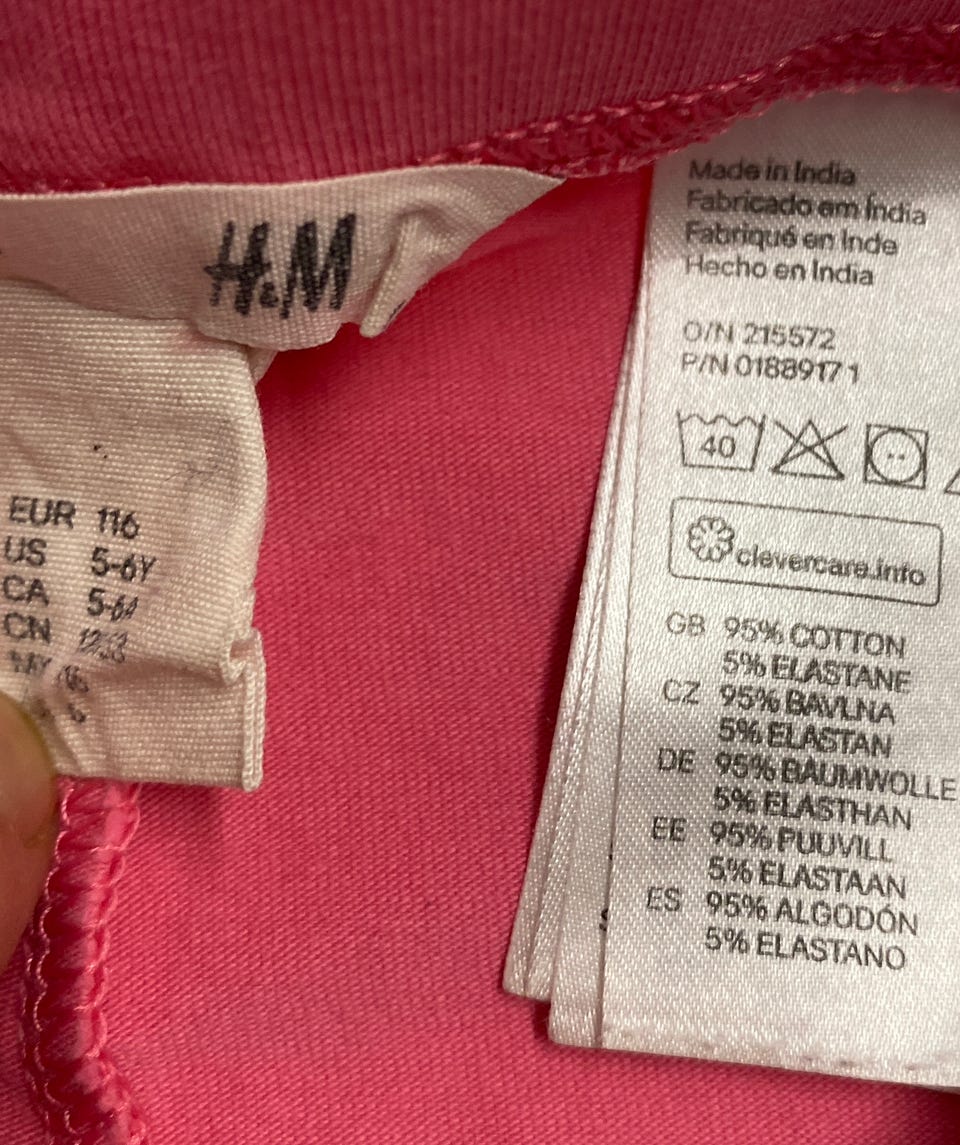 H&M
EUR 116
US 5-6Y
CA 5-6
CN
Made in India
Fabricado em Índia
Fabriqué en Inde
Hecho en India
O/N 215572
P/N 01889171
40
clevercare.info
GB 95% COTTON
5% ELASTANE
CZ 95% BAVLNA
5% ELASTAN
DE 95% BAUMWOLLE
5% ELASTHAN
EE 95% PUUVILL
5% ELASTAAN
ES 95% ALGODÓN
5% ELASTANO